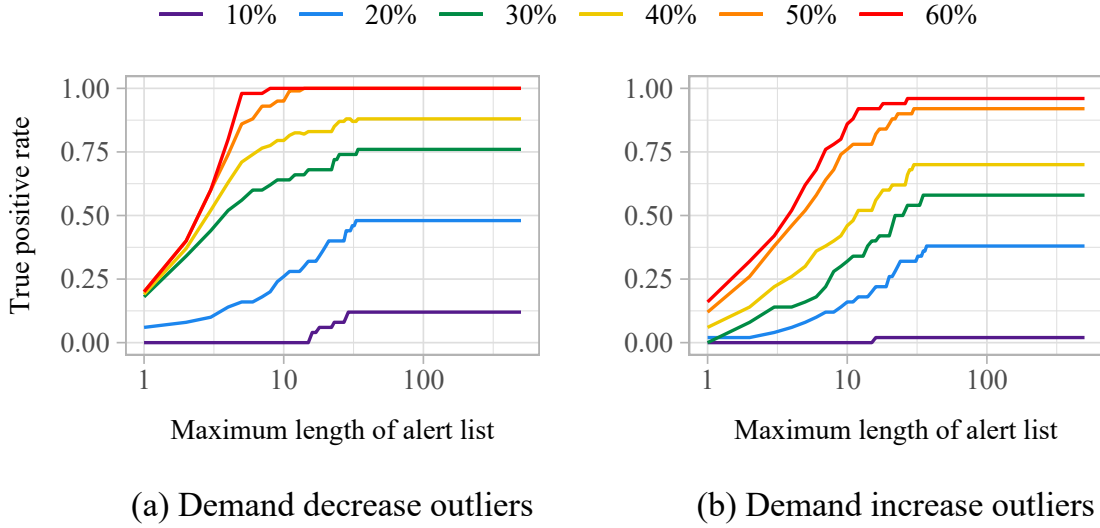 10% 20% 30% 40% 50% 60%
True positive rate
1.00
0.75
0.50
0.25
0.00
1 10 100
Maximum length of alert list
(a) Demand decrease outliers
1.00
0.75
0.50
0.25
0.00
1 10 100
Maximum length of alert list
(b) Demand increase outliers